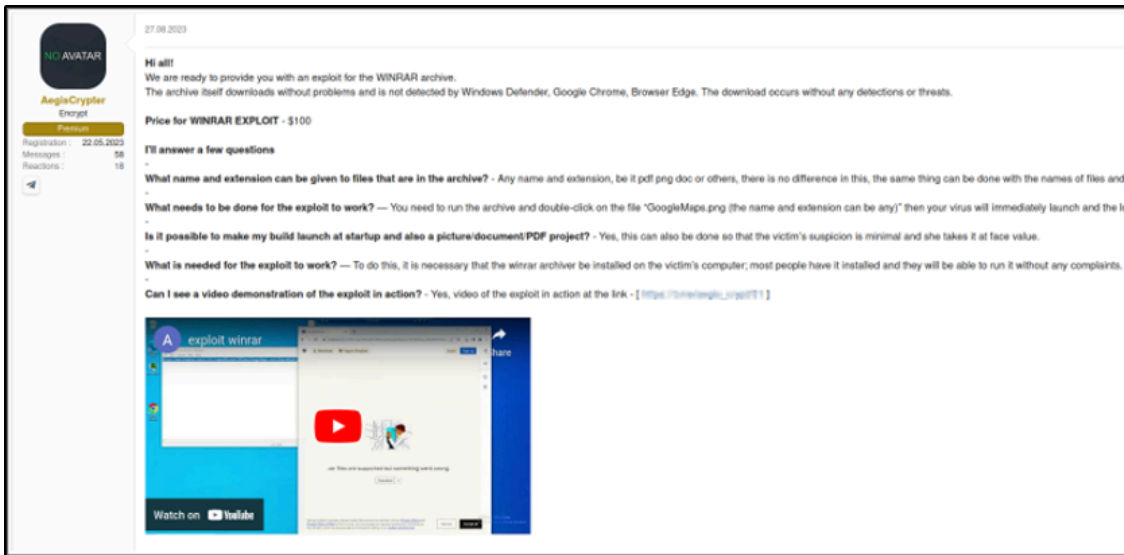 27.08.2023
NO AVATAR
AegisCrypter
Encrypt
Premium
Registration : 22.05.2023
Messages : 58
Reactions : 18
Hi all!
We are ready to provide you with an exploit for the WINRAR archive.
The archive itself downloads without problems and is not detected by Windows Defender, Google Chrome, Browser Edge. The download occurs without any detections or threats.
Price for WINRAR EXPLOIT - $100
I'll answer a few questions
-
What name and extension can be given to files that are in the archive? - Any name and extension, be it pdf png doc or others, there is no difference in this, the same thing can be done with the names of files and
-
What needs to be done for the exploit to work? — You need to run the archive and double-click on the file "GoogleMaps.png (the name and extension can be any)" then your virus will immediately launch and the
-
Is it possible to make my build launch at startup and also a picture/document/PDF project? - Yes, this can also be done so that the victim's suspicion is minimal and she takes it at face value.
-
What is needed for the exploit to work? — To do this, it is necessary that the winrar archiver be installed on the victim's computer; most people have it installed and they will be able to run it without any complaints.
-
Can I see a video demonstration of the exploit in action? - Yes, video of the exploit in action at the link - [ ]
A exploit winrar
Share
.rar files are supported but something went wrong.
Watch on YouTube